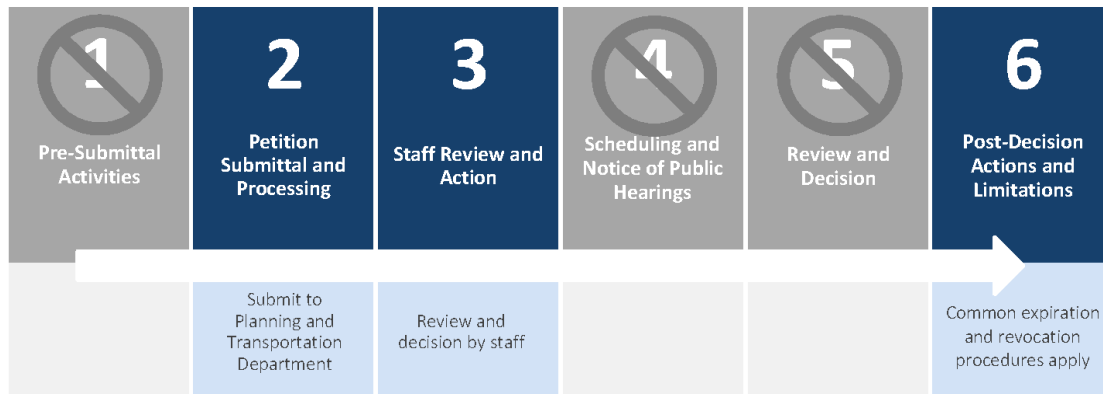 1
Pre-Submittal
Activities
2
Petition
Submittal and
Processing
Submit to
Planning and
Transportation
Department
3
Staff Review and
Action
Review and
decision by staff
4
Scheduling and
Notice of Public
Hearings
5
Review and
Decision
6
Post-Decision
Actions and
Limitations
Common expiration
and revocation
procedures apply